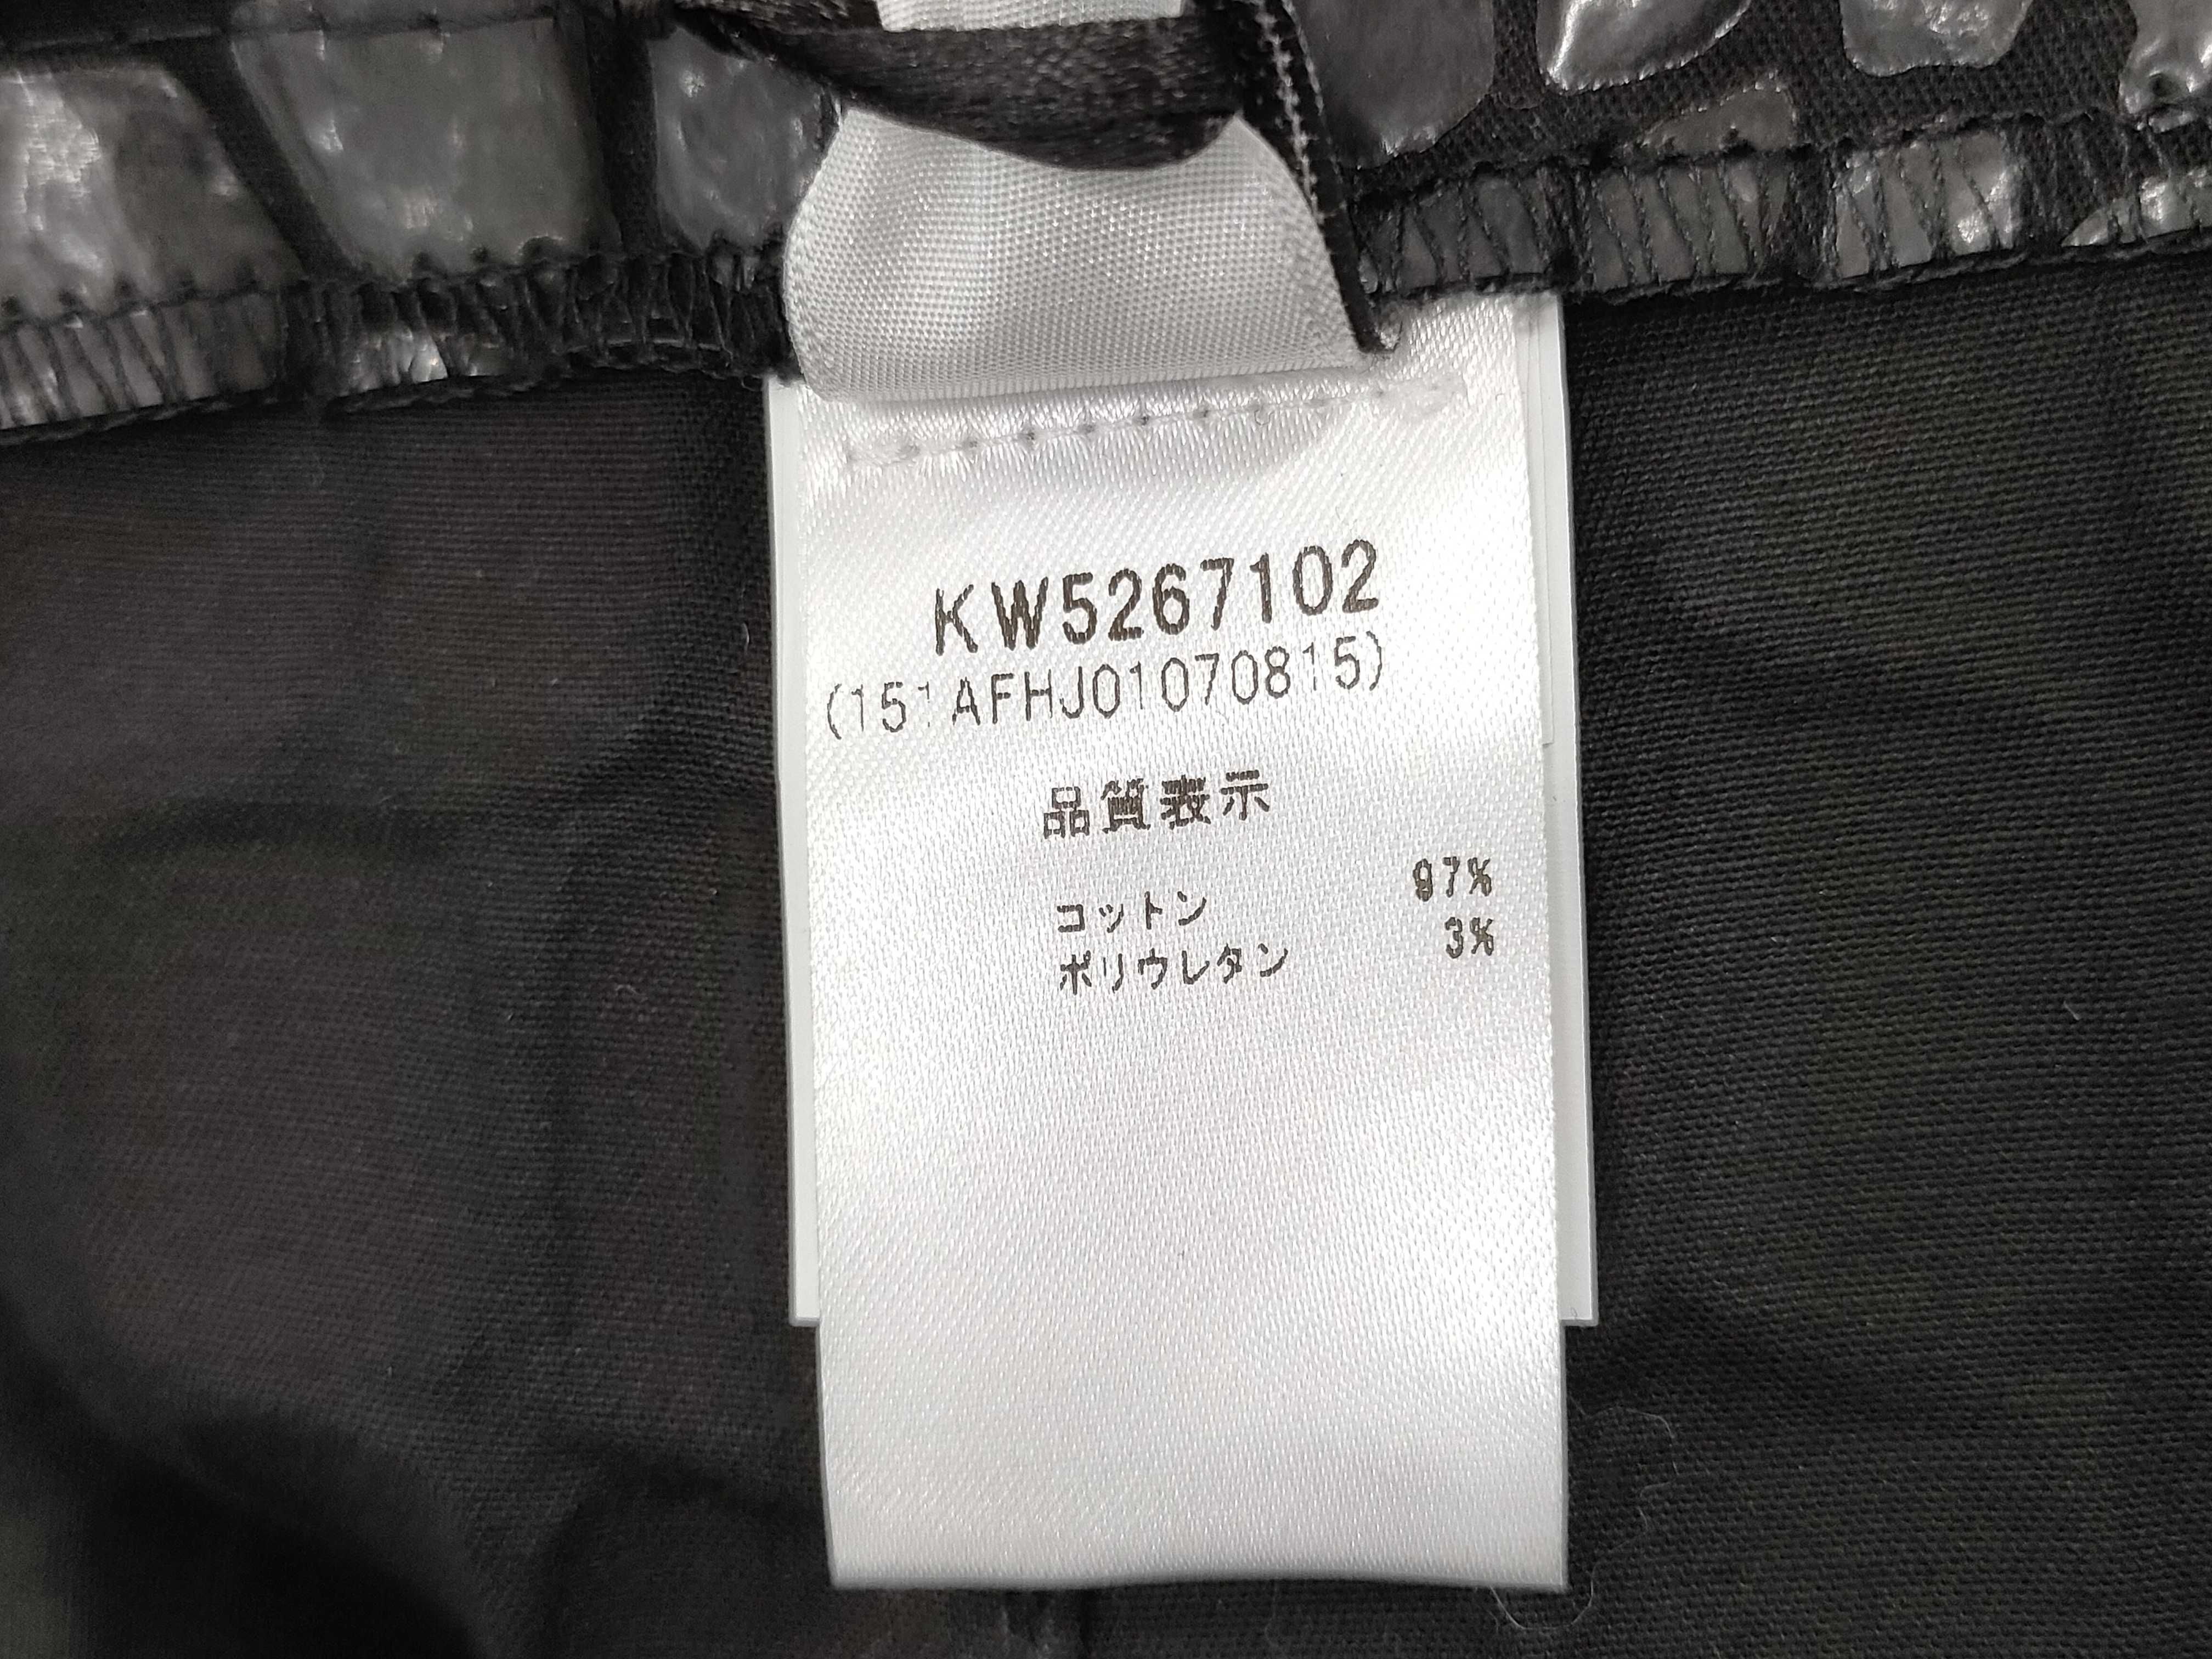 KW5267102
(151AFHJ01070815)
品質表示
コットン 97%
ポリウレタン 3%